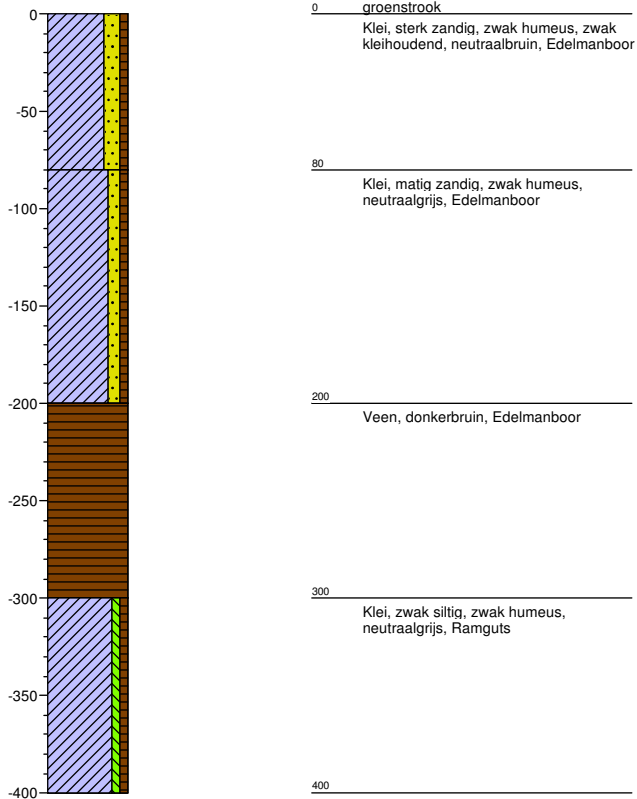 0
-50
-100
-150
-200
-250
-300
-350
-400
0 groenstrook
Klei, sterk zandig, zwak humeus, zwak
kleihoudend, neutraalbruin, Edelmanboor
80
Klei, matig zandig, zwak humeus,
neutraalgrijs, Edelmanboor
200
Veen, donkerbruin, Edelmanboor
300
Klei, zwak siltig, zwak humeus,
neutraalgrijs, Ramguts
400